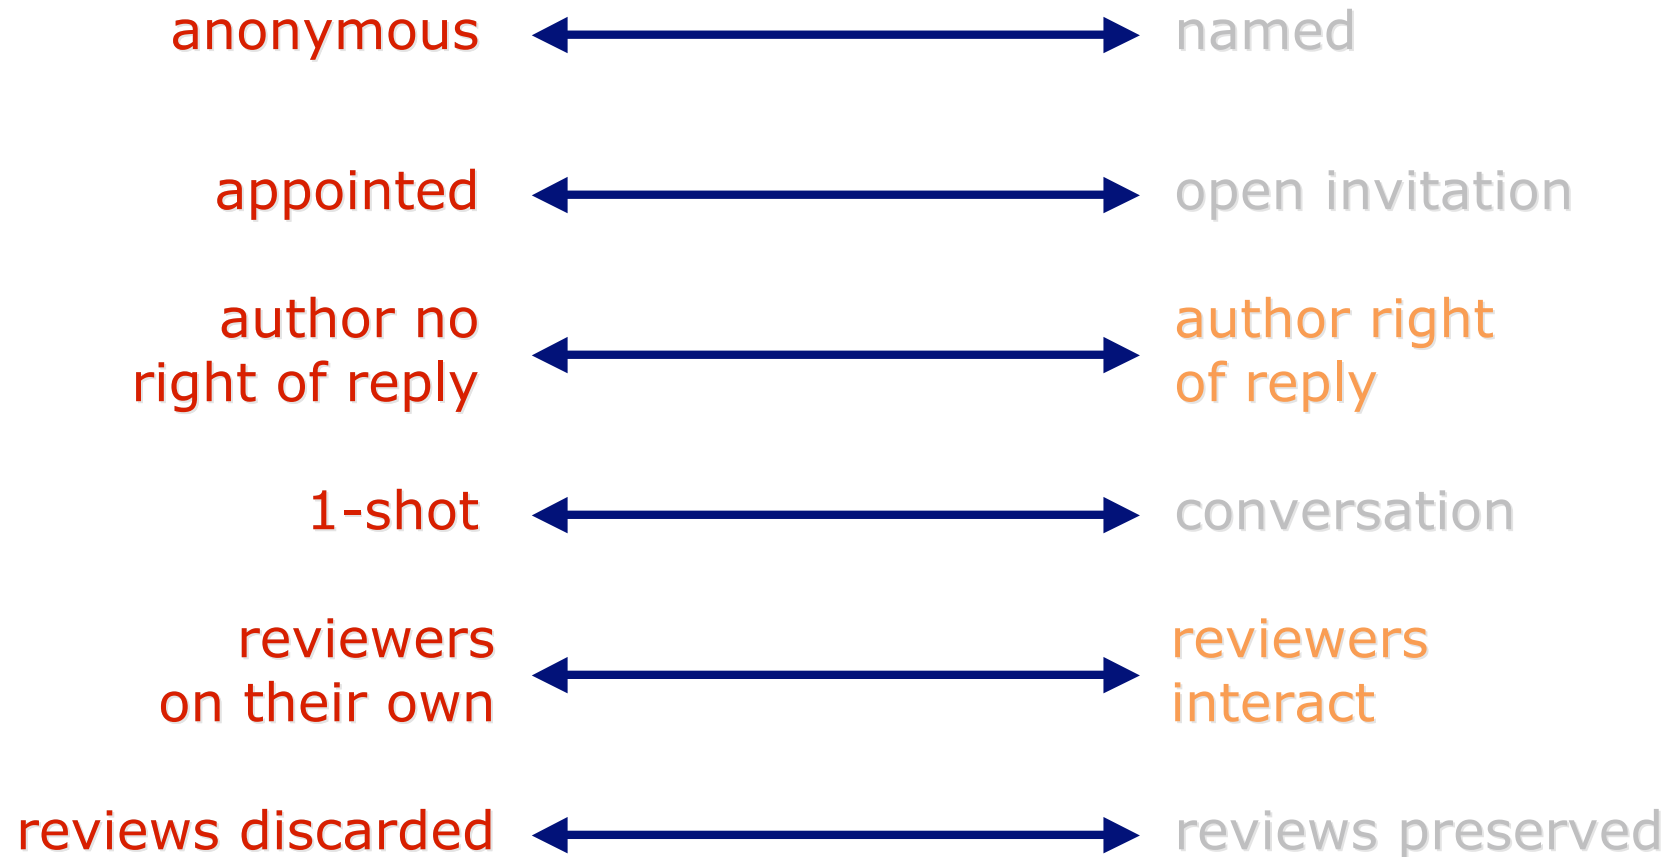 anonymous named
appointed open invitation
author no
right of reply
author right
of reply
1-shot conversation
reviewers
on their own
reviewers
interact
reviews discarded reviews preserved